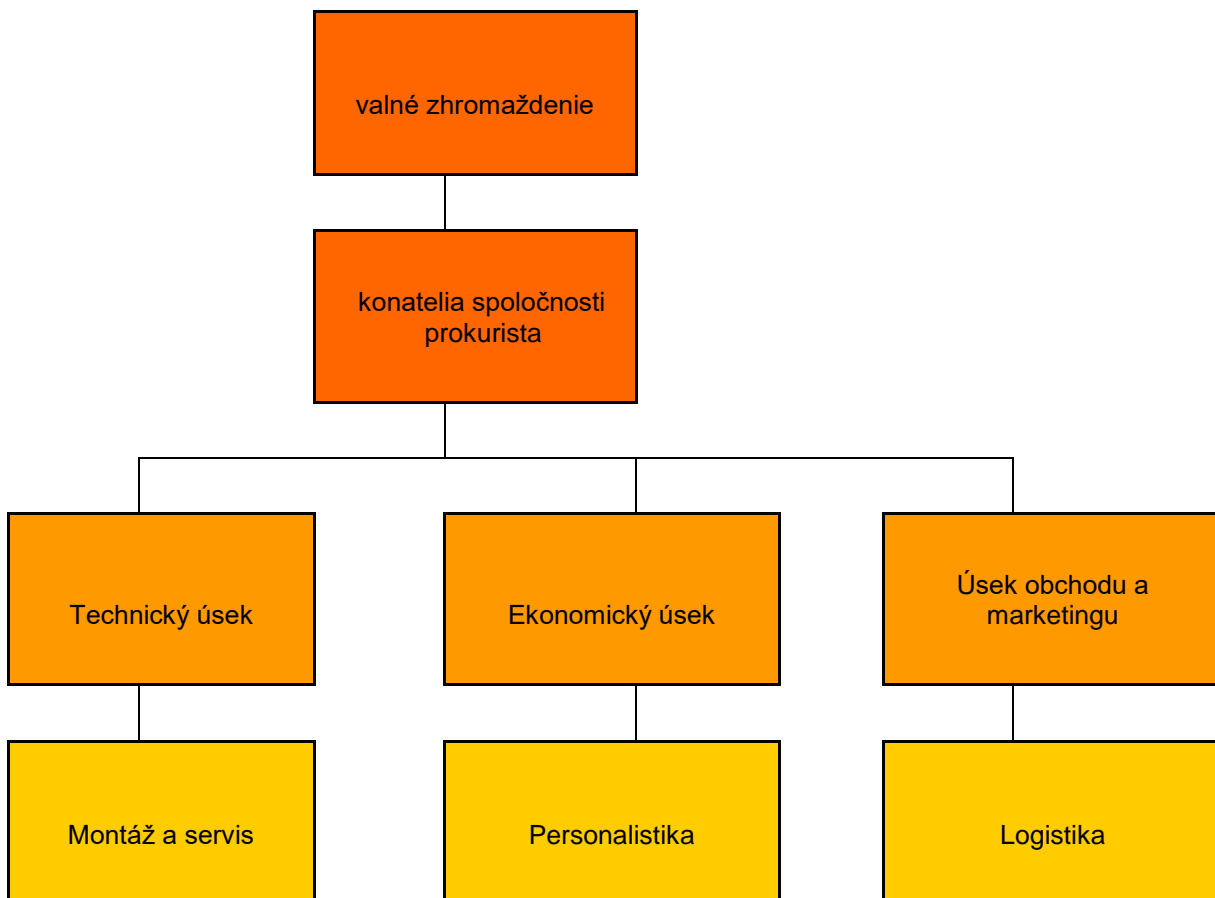 valné zhromaždenie
konatelia spoločnosti
prokurista
Technický úsek
Ekonomický úsek
Úsek obchodu a
marketingu
Montáž a servis
Personalistika
Logistika